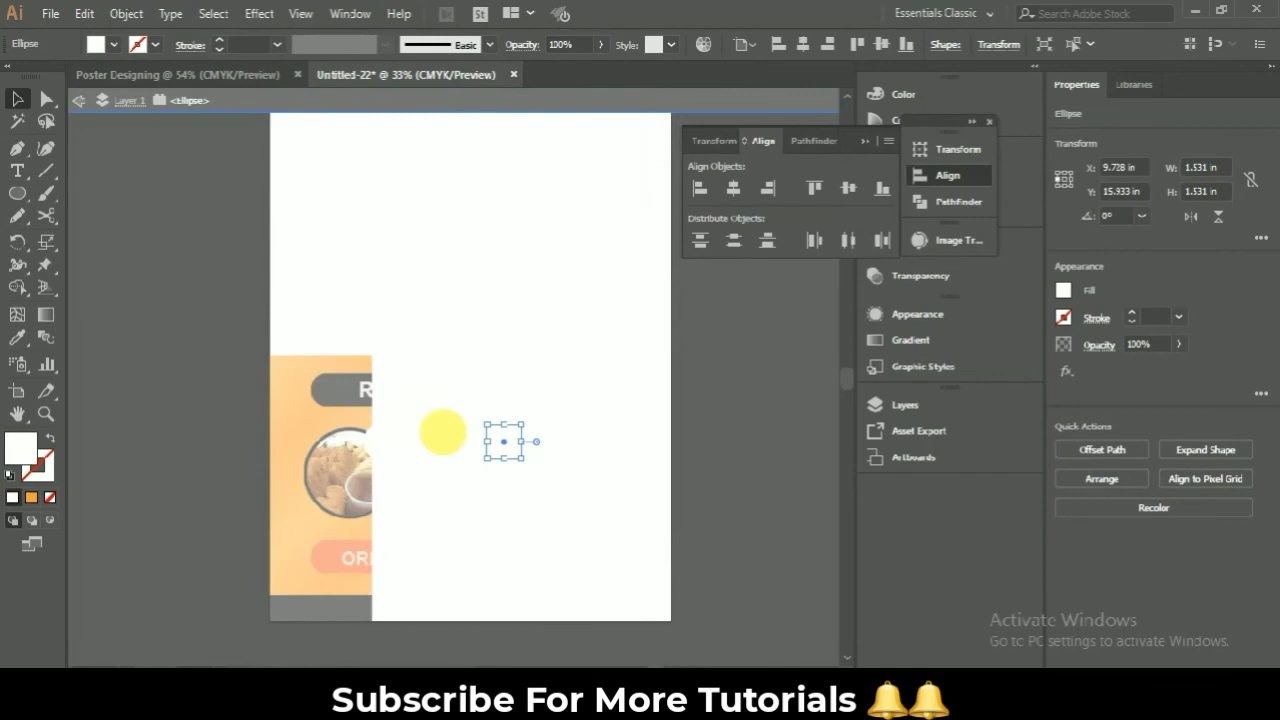 Ai File Edit Object Type Select Effect View Window Help Br St Essentials Classic Search Adobe Stock
Ellipse Stroke: Basic Opacity: 100% Style: Shape: Transform
Poster Designing @ 54% (CMYK/Preview) Untitled-22* @ 33% (CMYK/Preview)
Layer 1 <Ellipse>
Color
Transform Align Pathfinder
Align Objects:
Distribute Objects:
Transform
Align
Pathfinder
Image Tr...
Transparency
Appearance
Gradient
Graphic Styles
Layers
Asset Export
Artboards
Properties Libraries
Ellipse
Transform
X: 9.728 in W: 1.531 in
Y: 15.933 in H: 1.531 in
0°
Appearance
Fill
Stroke
Opacity 100%
fx.
Quick Actions
Offset Path Expand Shape
Arrange Align to Pixel Grid
Recolor
R
Activate Windows
Go to PC settings to activate Windows.
Subscribe For More Tutorials 🔔🔔